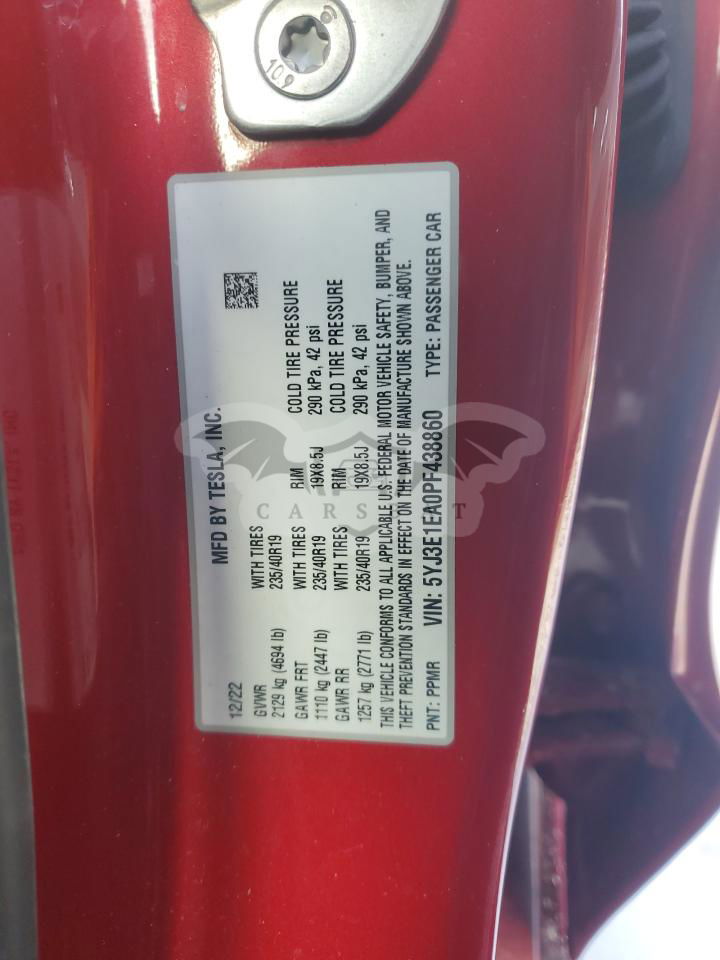 109
MFD BY TESLA, INC.
12/22
GVWR WITH TIRES
2129 kg (4694 lb) 235/40R19
GAWR FRT WITH TIRES RIM COLD TIRE PRESSURE
1110 kg (2447 lb) 235/40R19 19X8.5J 290 kPa, 42 psi
GAWR RR WITH TIRES RIM COLD TIRE PRESSURE
1257 kg (2771 lb) 235/40R19 19X8.5J 290 kPa, 42 psi
THIS VEHICLE CONFORMS TO ALL APPLICABLE U.S. FEDERAL MOTOR VEHICLE SAFETY, BUMPER, AND
THEFT PREVENTION STANDARDS IN EFFECT ON THE DATE OF MANUFACTURE SHOWN ABOVE.
PNT: PPMR VIN: 5YJ3E1EA0PF438860 TYPE: PASSENGER CAR